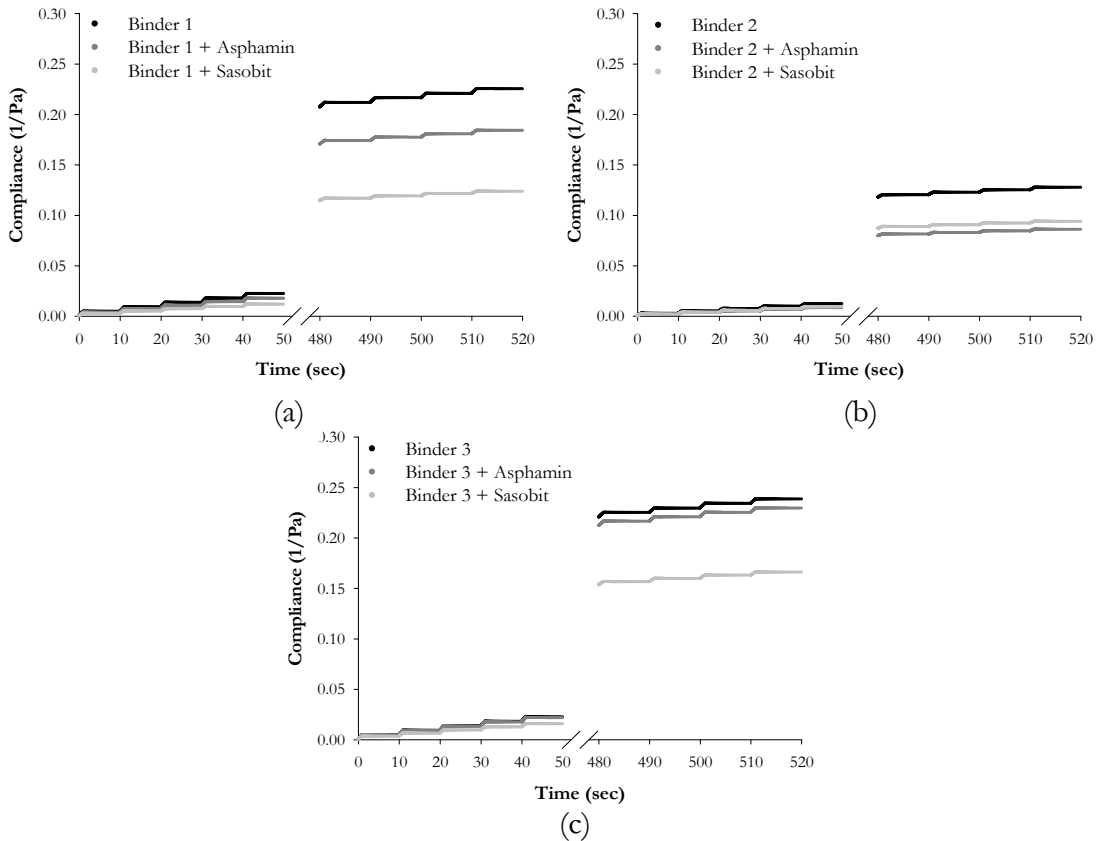 Binder 1
Binder 1 + Asphamin
Binder 1 + Sasobit
Compliance (1/Pa)
0.30
0.25
0.20
0.15
0.10
0.05
0.00
0 10 20 30 40 50 480 490 500 510 520
Time (sec)
(a)
Binder 2
Binder 2 + Asphamin
Binder 2 + Sasobit
Compliance (1/Pa)
0.30
0.25
0.20
0.15
0.10
0.05
0.00
0 10 20 30 40 50 480 490 500 510 520
Time (sec)
(b)
Binder 3
Binder 3 + Asphamin
Binder 3 + Sasobit
Compliance (1/Pa)
).30
0.25
0.20
0.15
0.10
0.05
0.00
0 10 20 30 40 50 480 490 500 510 520
Time (sec)
(c)